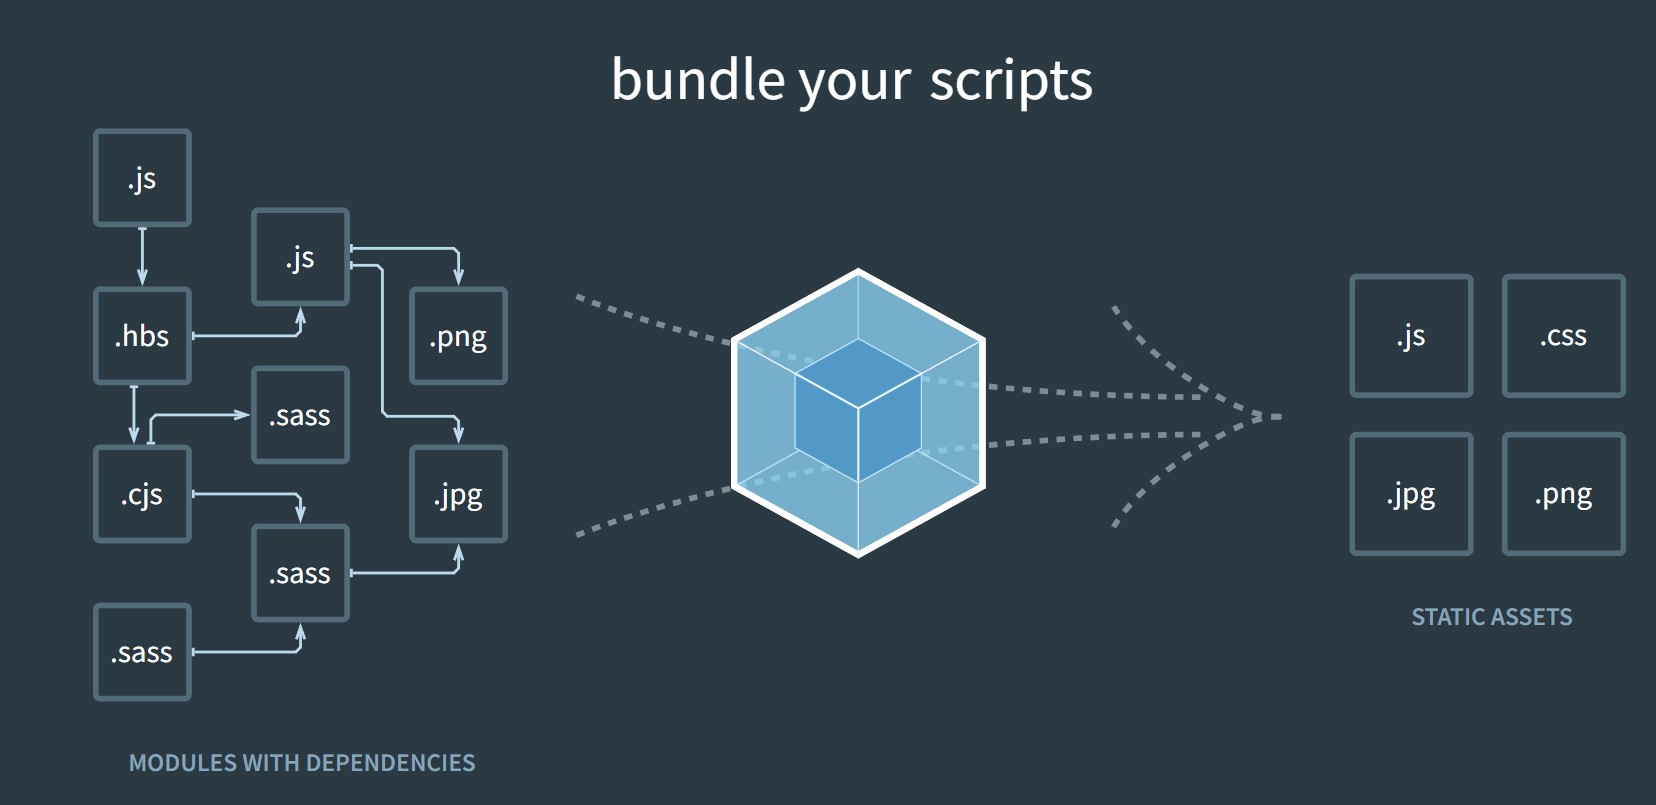 bundle your scripts
.js
.js
.hbs
.png
.sass
.cjs
.jpg
.sass
.sass
MODULES WITH DEPENDENCIES
.js
.css
.jpg
.png
STATIC ASSETS